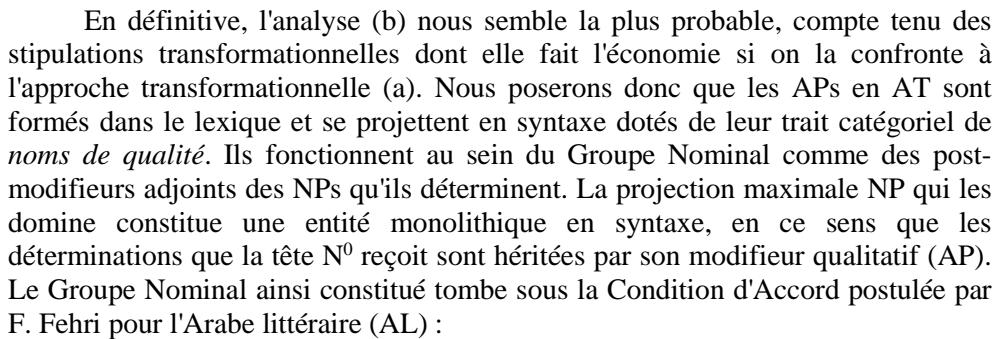 En définitive, l'analyse (b) nous semble la plus probable, compte tenu des
stipulations transformationnelles dont elle fait l'économie si on la confronte à
l'approche transformationnelle (a). Nous poserons donc que les APs en AT sont
formés dans le lexique et se projettent en syntaxe dotés de leur trait catégoriel de
noms de qualité. Ils fonctionnent au sein du Groupe Nominal comme des post-
modifieurs adjoints des NPs qu'ils déterminent. La projection maximale NP qui les
domine constitue une entité monolithique en syntaxe, en ce sens que les
déterminations que la tête N⁰ reçoit sont héritées par son modifieur qualitatif (AP).
Le Groupe Nominal ainsi constitué tombe sous la Condition d'Accord postulée par
F. Fehri pour l'Arabe littéraire (AL) :